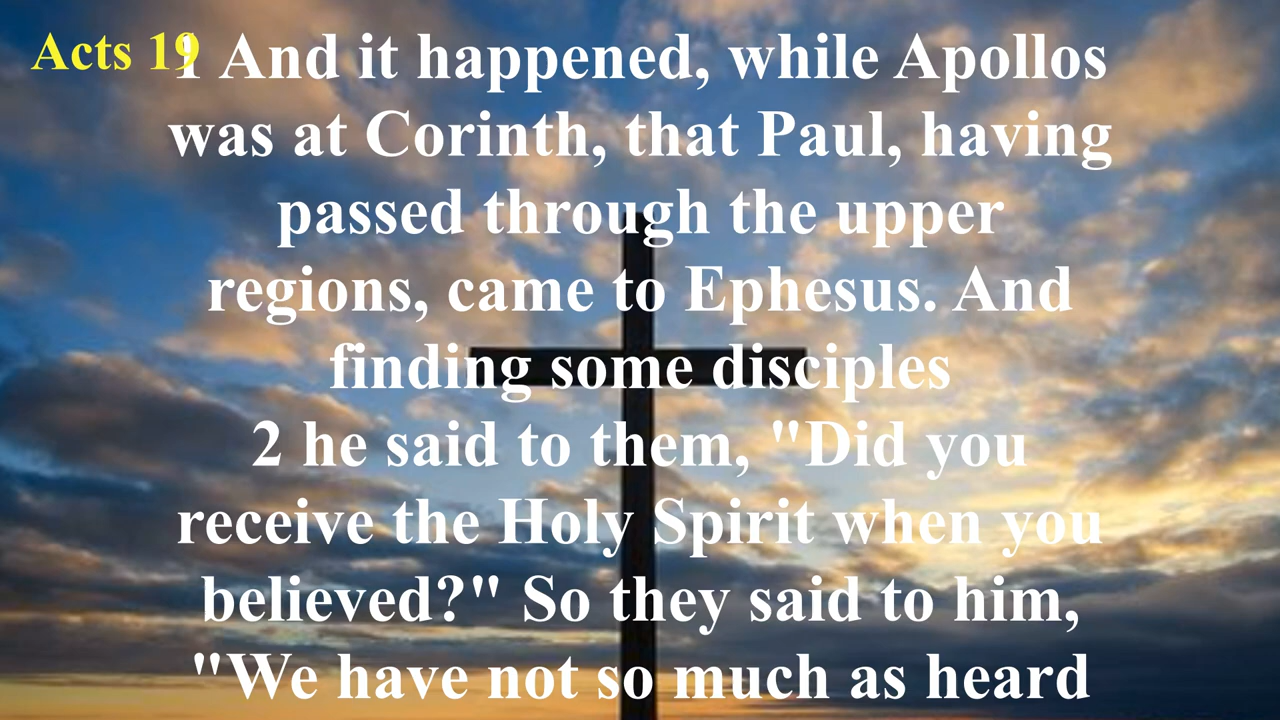 Acts 19
1 And it happened, while Apollos
was at Corinth, that Paul, having
passed through the upper
regions, came to Ephesus. And
finding some disciples
2 he said to them, "Did you
receive the Holy Spirit when you
believed?" So they said to him,
"We have not so much as heard